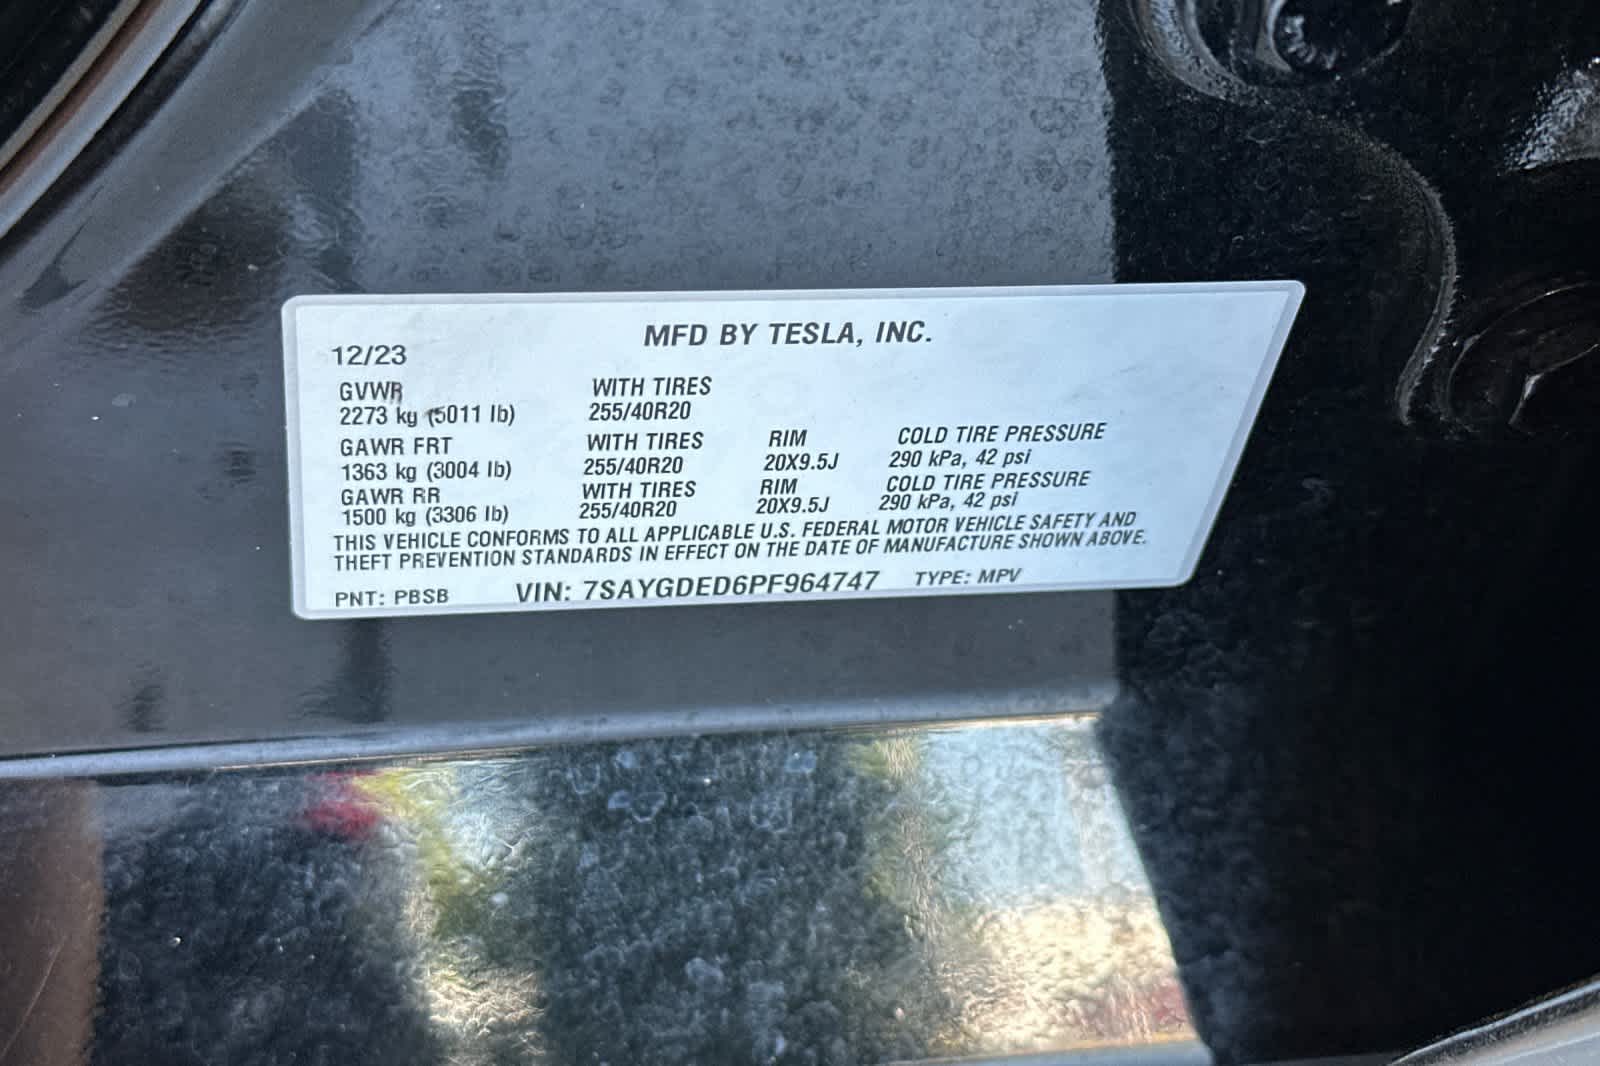 MFD BY TESLA, INC.
12/23
GVWR WITH TIRES
2273 kg (5011 lb) 255/40R20
GAWR FRT WITH TIRES RIM COLD TIRE PRESSURE
1363 kg (3004 lb) 255/40R20 20X9.5J 290 kPa, 42 psi
GAWR RR WITH TIRES RIM COLD TIRE PRESSURE
1500 kg (3306 lb) 255/40R20 20X9.5J 290 kPa, 42 psi
THIS VEHICLE CONFORMS TO ALL APPLICABLE U.S. FEDERAL MOTOR VEHICLE SAFETY AND
THEFT PREVENTION STANDARDS IN EFFECT ON THE DATE OF MANUFACTURE SHOWN ABOVE.
PNT: PBSB VIN: 7SAYGDED6PF964747 TYPE: MPV